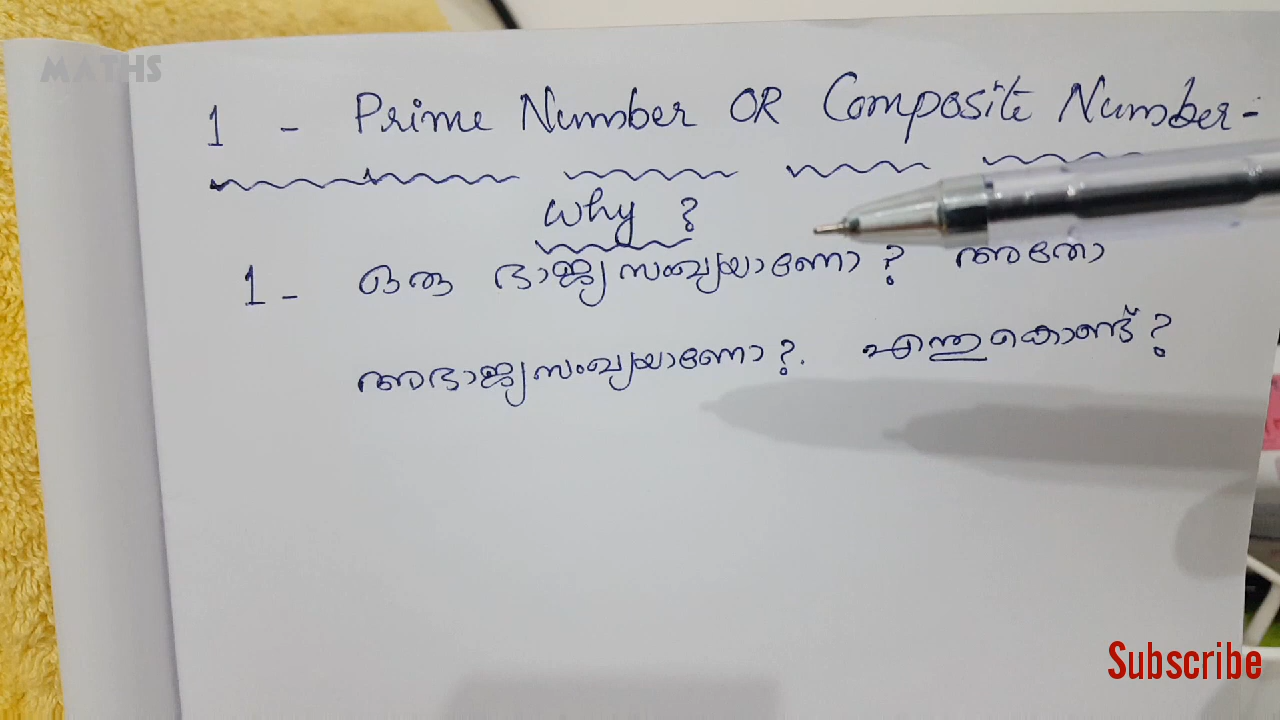 MATHS
1 - Prime Number OR Composite Number -
Why ?
1 - ഒരു ഭാജ്യസംഖ്യയാണോ ? അതോ
അഭാജ്യസംഖ്യയാണോ ?. എന്തുകൊണ്ട് ?
Subscribe